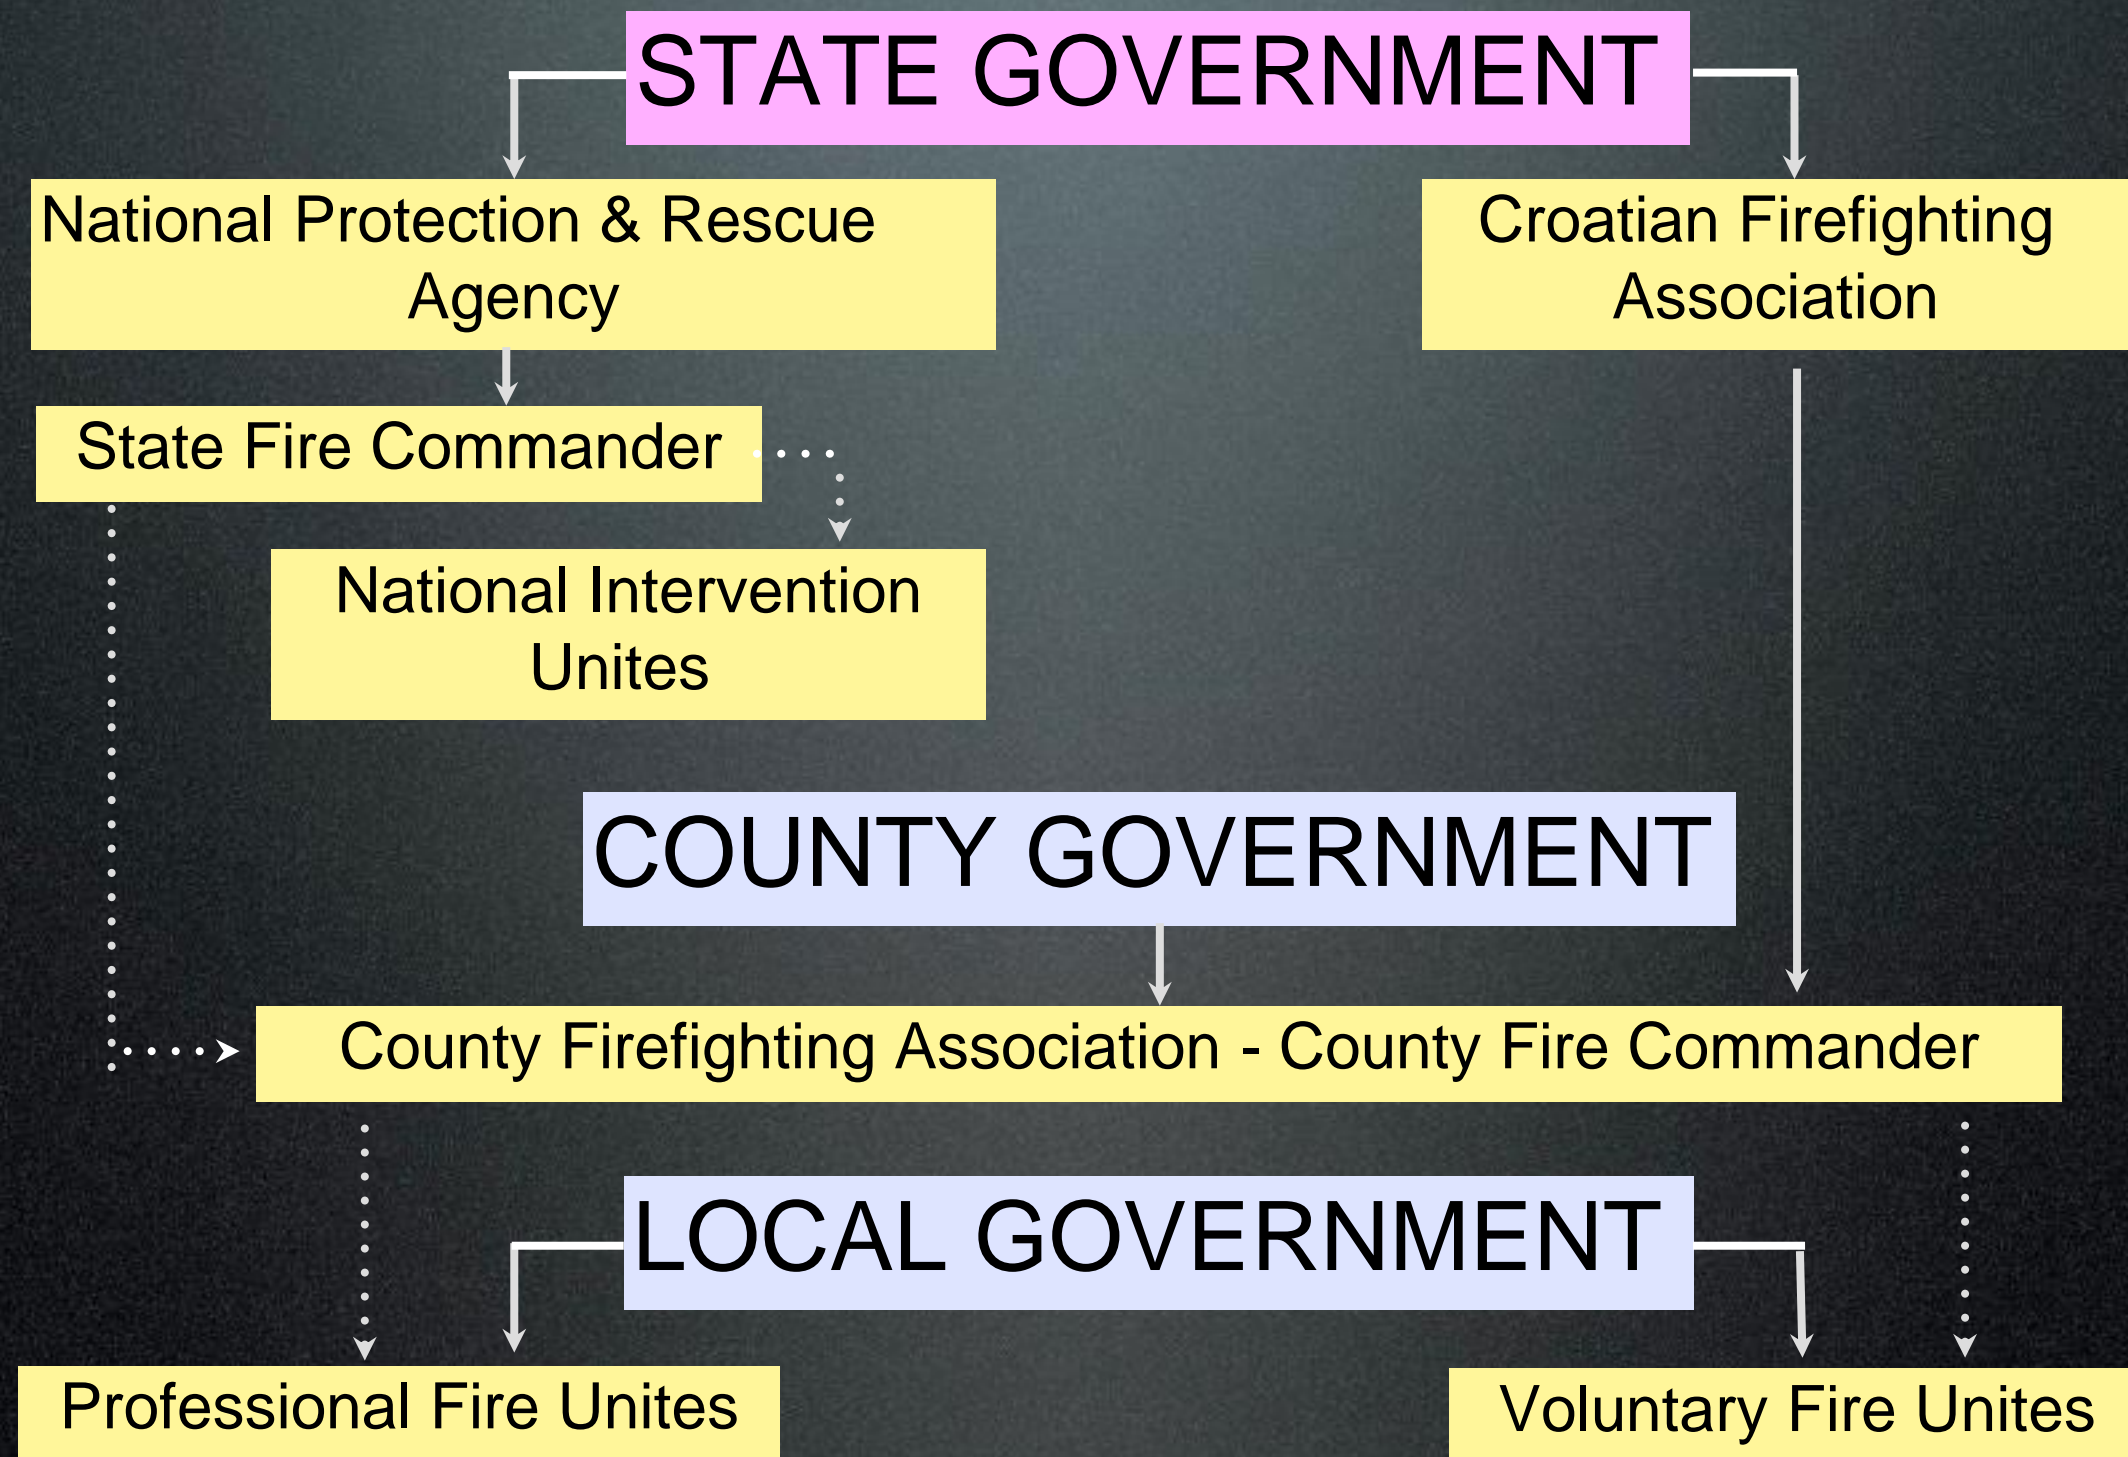 STATE GOVERNMENT
National Protection & Rescue
Agency
Croatian Firefighting
Association
State Fire Commander
National Intervention
Unites
COUNTY GOVERNMENT
County Firefighting Association - County Fire Commander
LOCAL GOVERNMENT
Professional Fire Unites
Voluntary Fire Unites